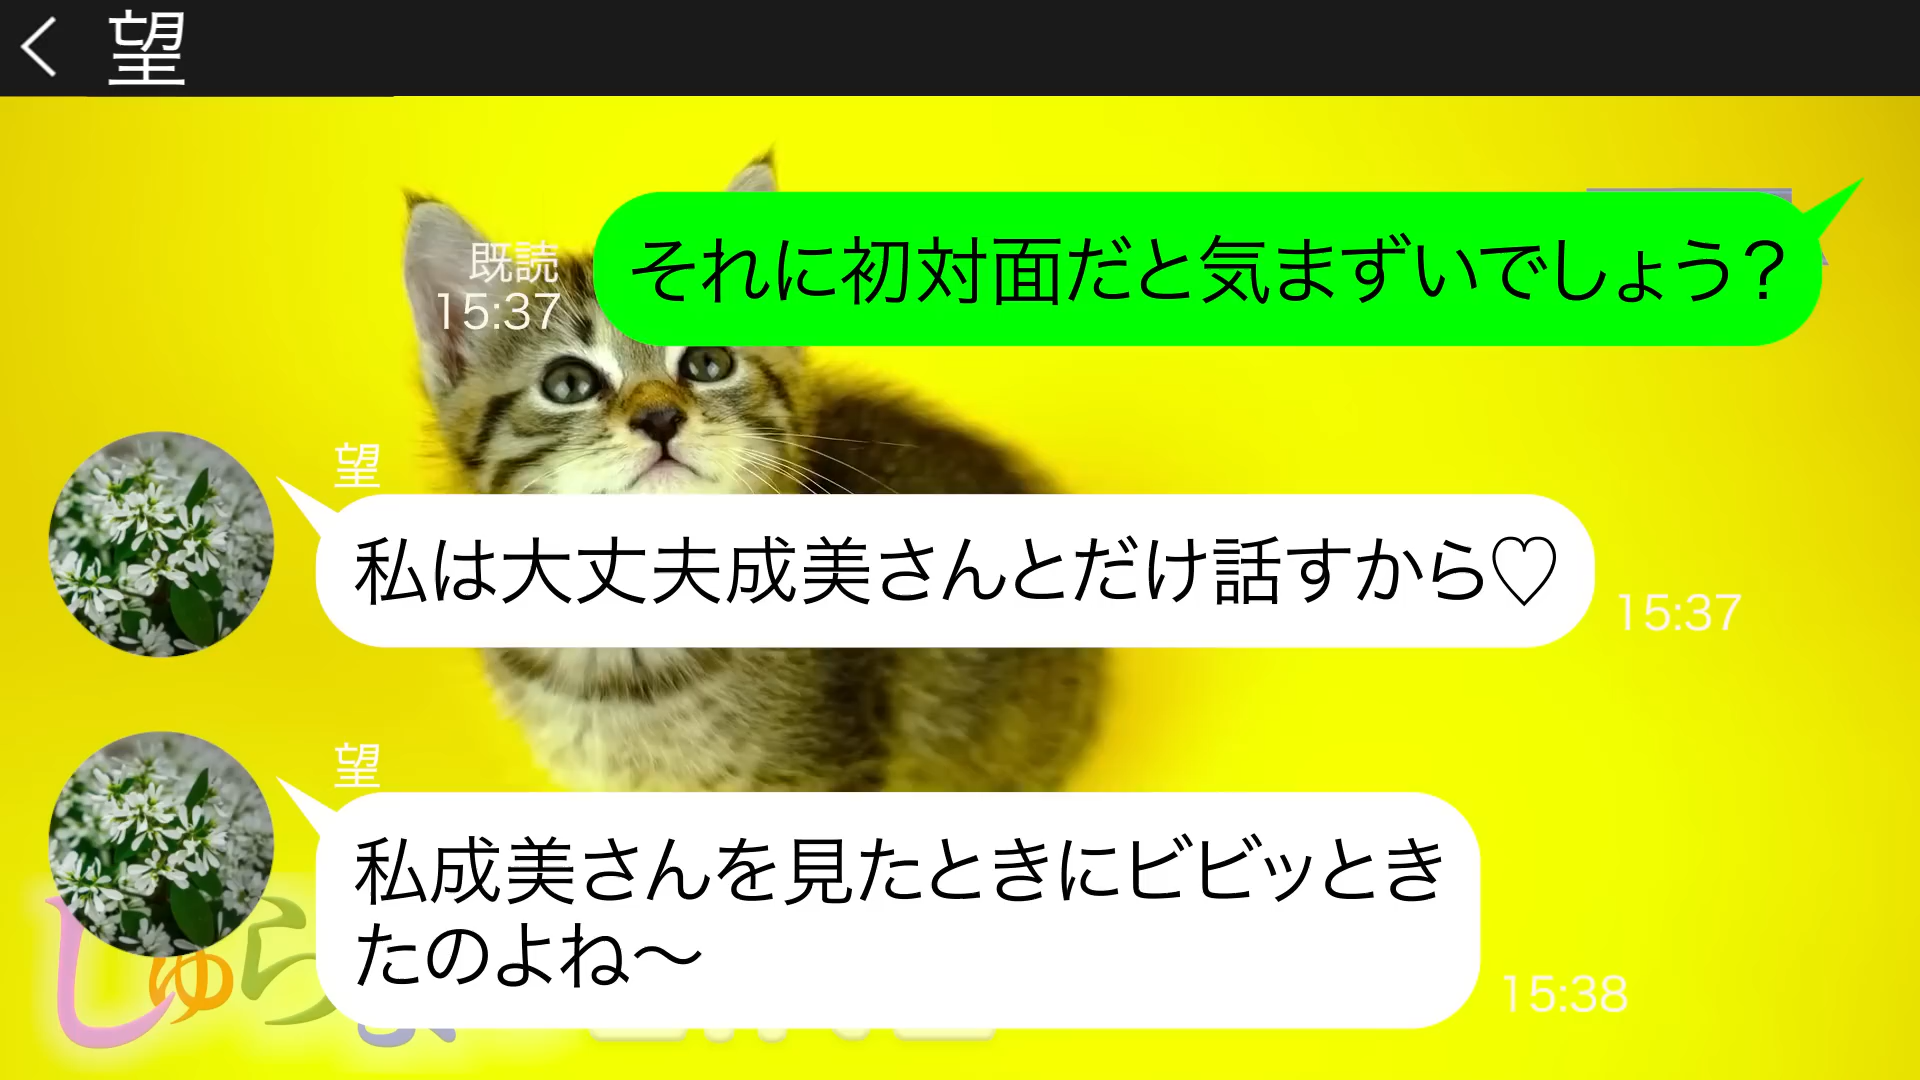 望
それに初対面だと気まずいでしょう？
既読
15:37
望
私は大丈夫成美さんとだけ話すから♡
15:37
望
私成美さんを見たときにビビッとき
たのよね～
15:38
しゅら